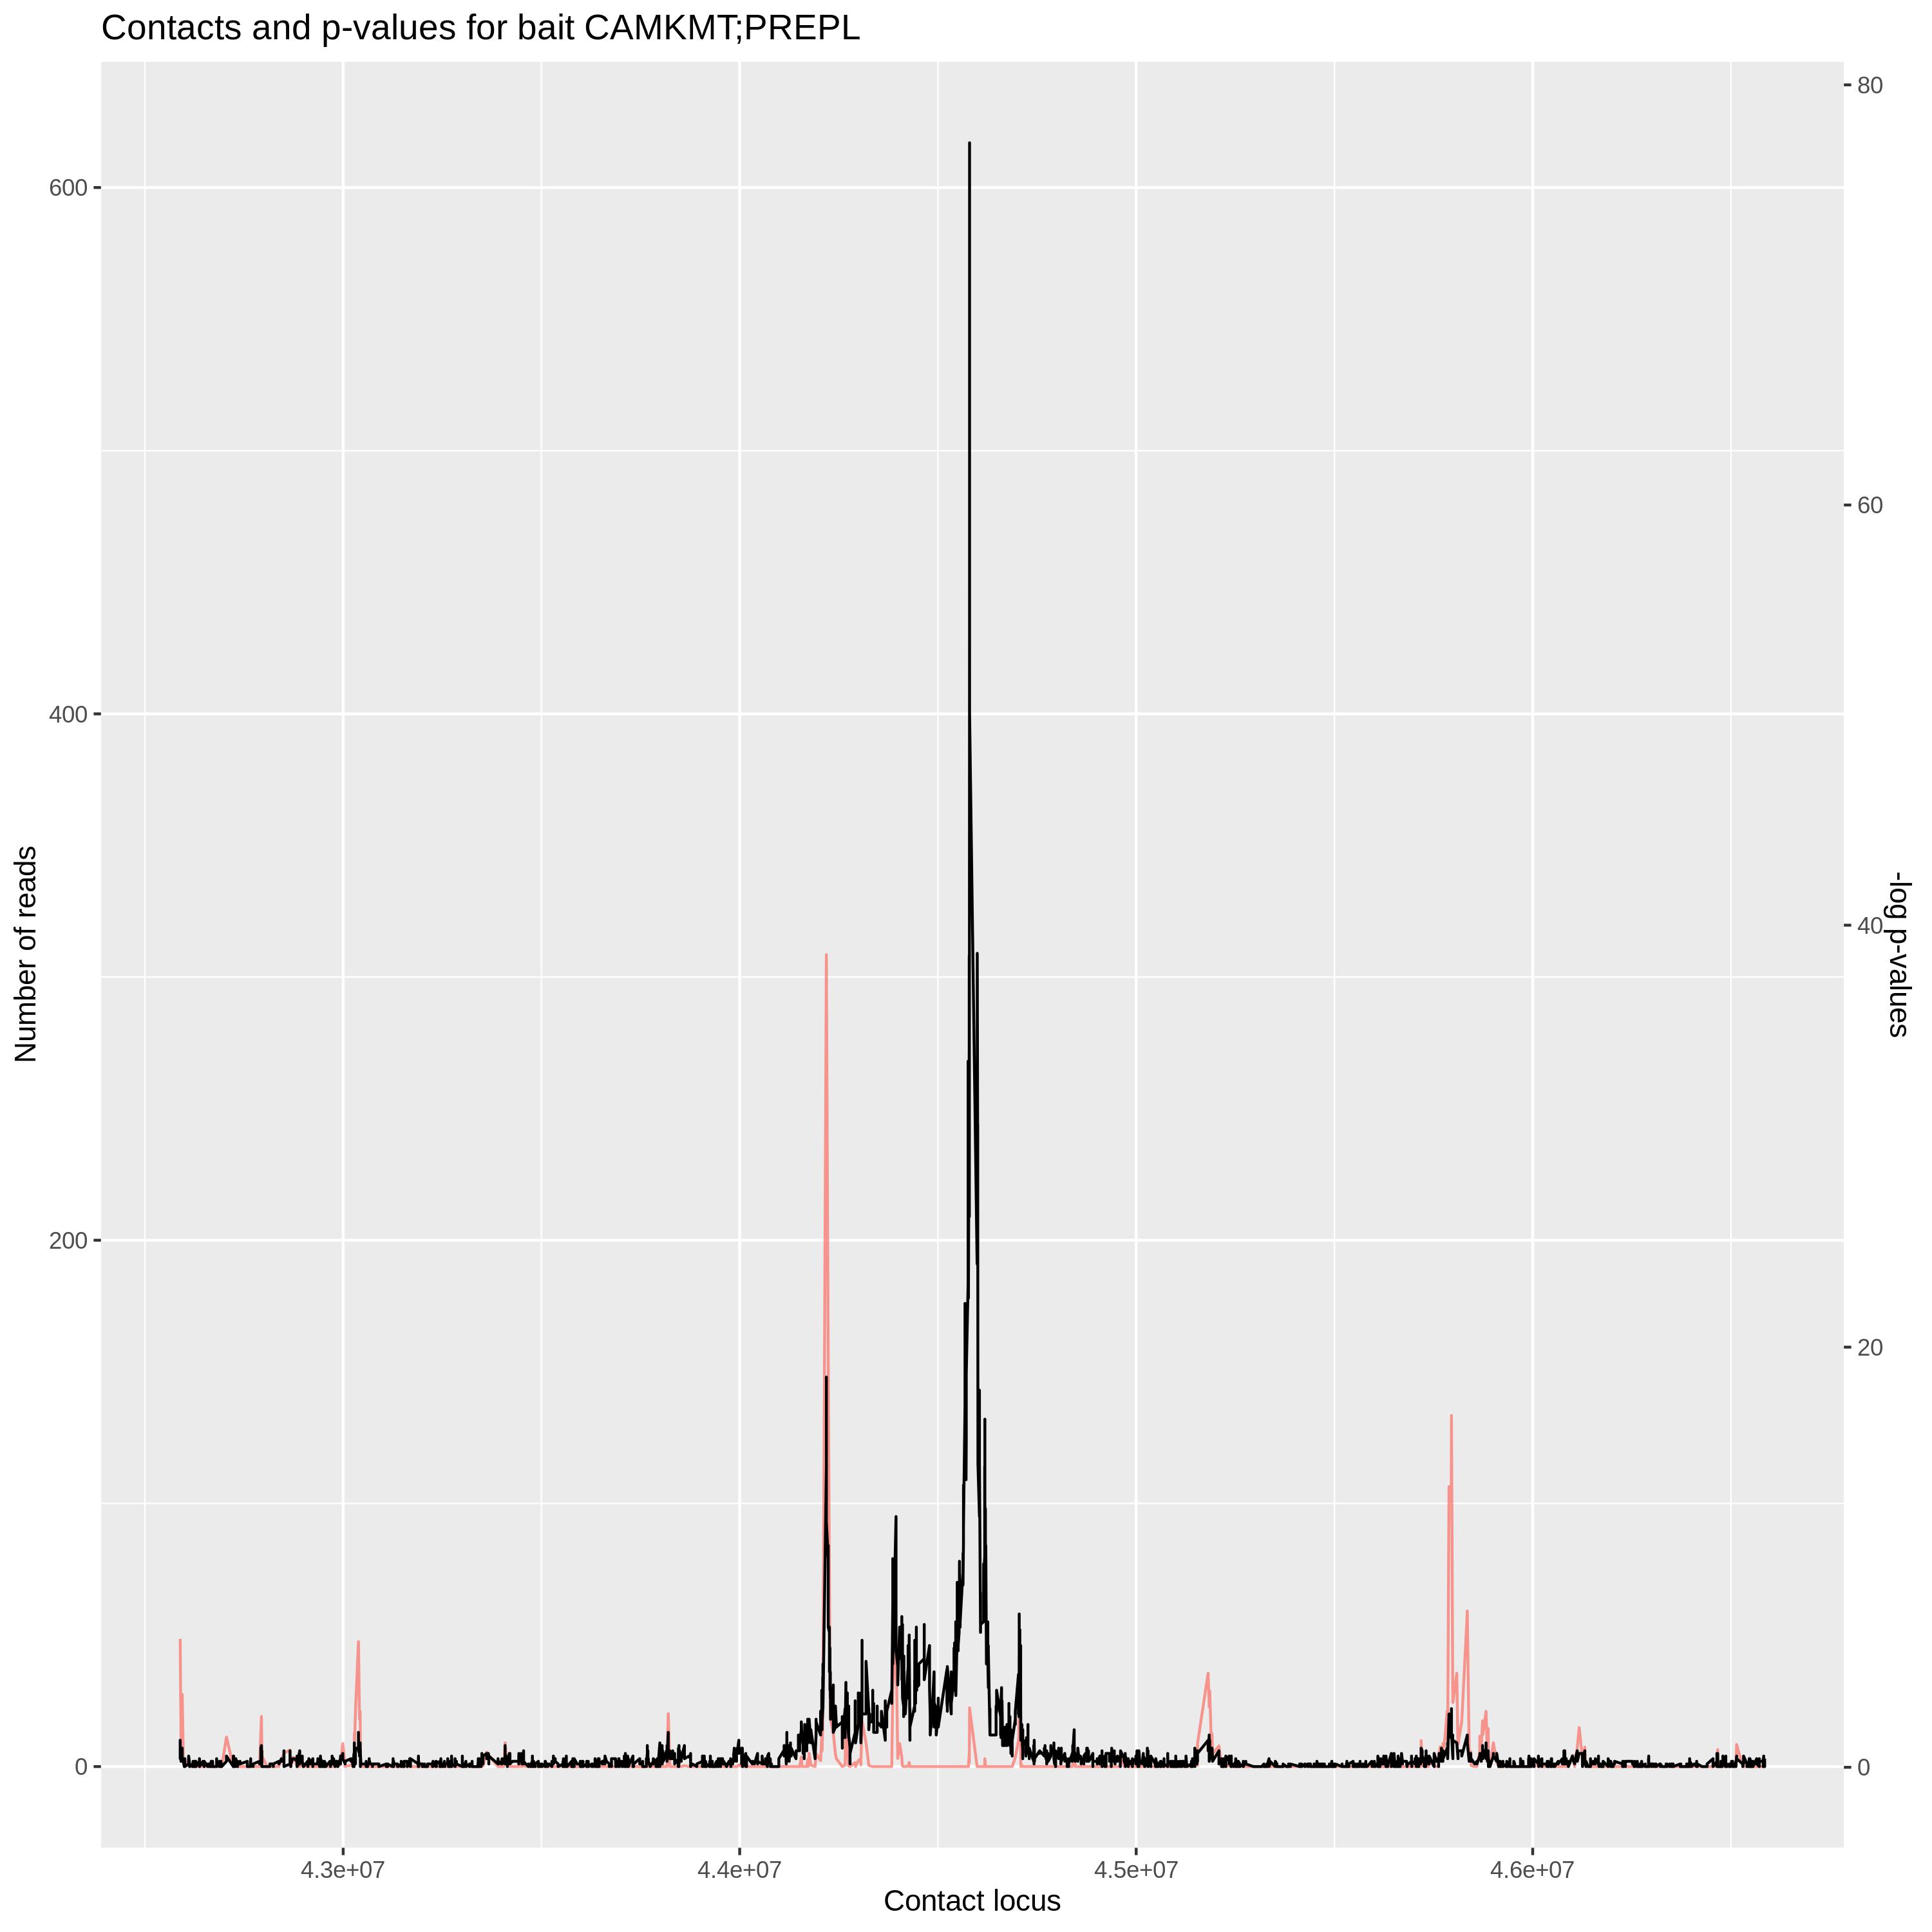 Contacts and p-values for bait CAMKMT;PREPL
80
600
60
400
Number of reads
-log p-values
40
200
20
0
0
4.3e+07
4.4e+07
4.5e+07
4.6e+07
Contact locus